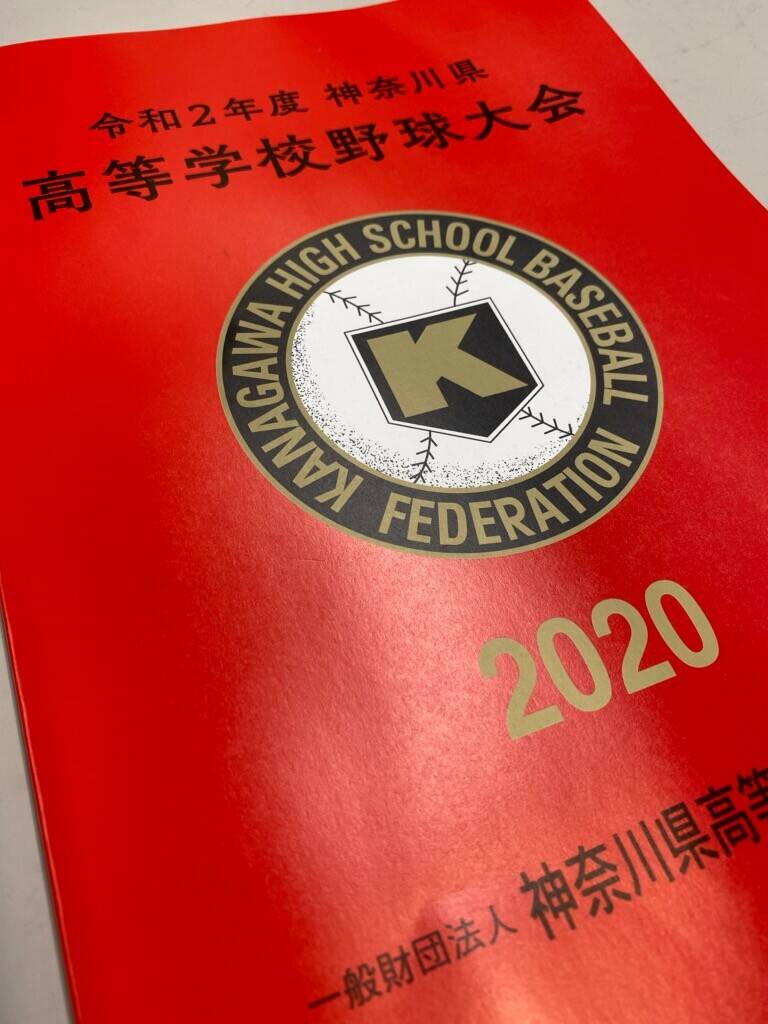 令和2年度 神奈川県
高等学校野球大会
KANAGAWA HIGH SCHOOL BASEBALL
FEDERATION
K
2020
一般財団法人 神奈川県高等